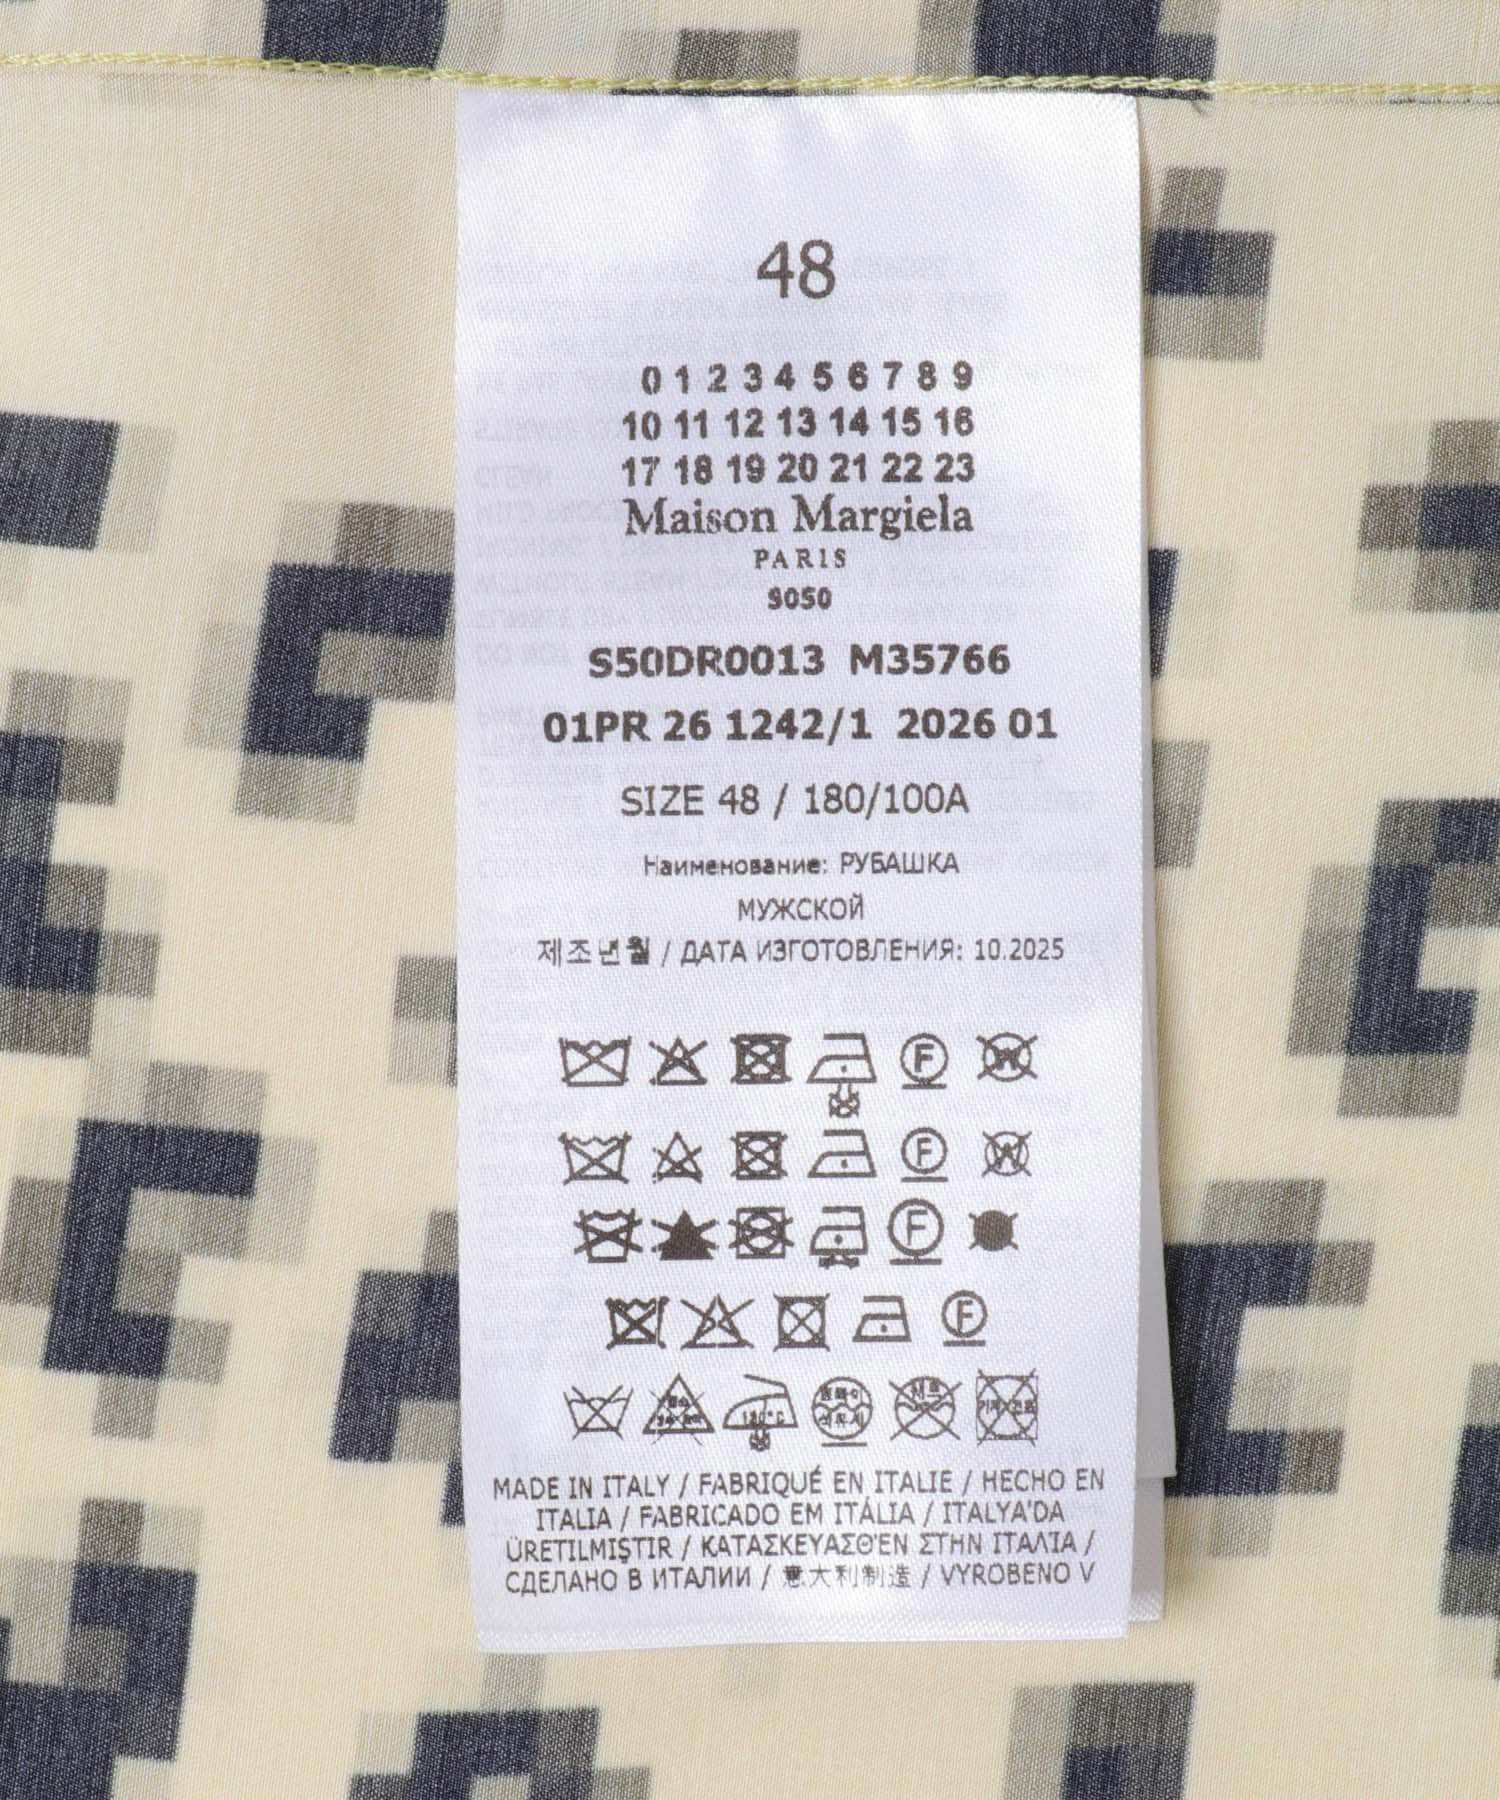 48
0 1 2 3 4 5 6 7 8 9
10 11 12 13 14 15 16
17 18 19 20 21 22 23
Maison Margiela
PARIS
9050
S50DR0013 M35766
01PR 26 1242/1 2026 01
SIZE 48 / 180/100A
Наименование: РУБАШКА
МУЖСКОЙ
제조년월 / ДАТА ИЗГОТОВЛЕНИЯ: 10.2025
F W
F W
F
F
MADE IN ITALY / FABRIQUÉ EN ITALIE / HECHO EN
ITALIA / FABRICADO EM ITÁLIA / ITALYA'DA
ÜRETILMIŞTIR / ΚΑΤΑΣΚΕΥΑΣΘΈΝ ΣΤΗΝ ΙΤΑΛΊΑ /
СДЕЛАНО В ИТАЛИИ / 意大利制造 / VYROBENO V